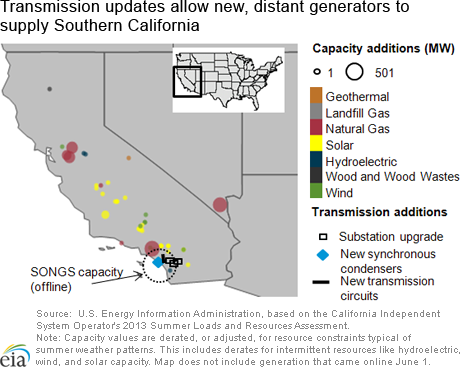 Transmission updates allow new, distant generators to
supply Southern California
Capacity additions (MW)
1 501
Geothermal
Landfill Gas
Natural Gas
Solar
Hydroelectric
Wood and Wood Wastes
Wind
Transmission additions
Substation upgrade
New synchronous
condensers
New transmission
circuits
SONGS capacity
(offline)
Source: U.S. Energy Information Administration, based on the California Independent
System Operator's 2013 Summer Loads and Resources Assessment.
Note: Capacity values are derated, or adjusted, for resource constraints typical of
summer weather patterns. This includes derates for intermittent resources like hydroelectric,
wind, and solar capacity. Map does not include generation that came online June 1.
eia